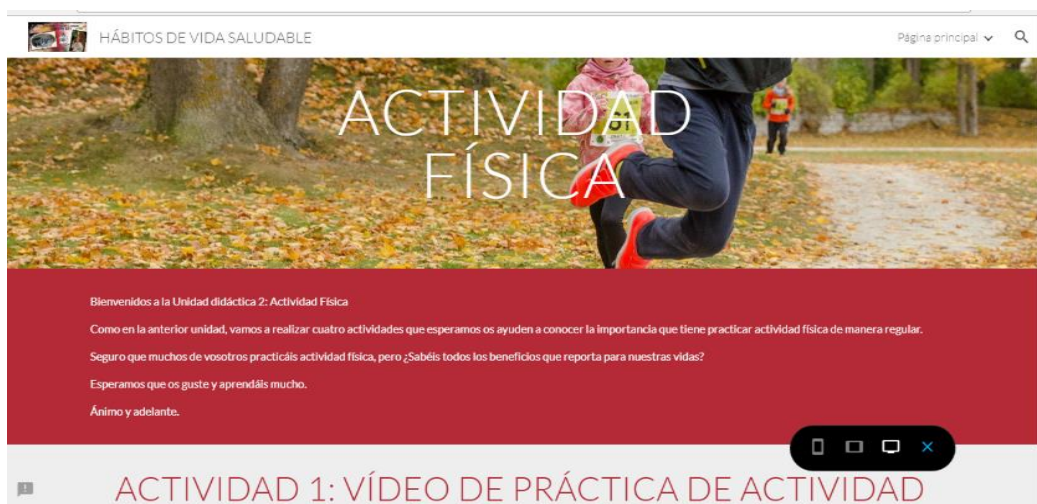 HÁBITOS DE VIDA SALUDABLE
Página principal
ACTIVIDAD
FÍSICA
61
Bienvenidos a la Unidad didáctica 2: Actividad Física
Como en la anterior unidad, vamos a realizar cuatro actividades que esperamos os ayuden a conocer la importancia que tiene practicar actividad física de manera regular.
Seguro que muchos de vosotros practicáis actividad física, pero ¿Sabéis todos los beneficios que reporta para nuestras vidas?
Esperamos que os guste y aprendáis mucho.
Ánimo y adelante.
ACTIVIDAD 1: VÍDEO DE PRÁCTICA DE ACTIVIDAD